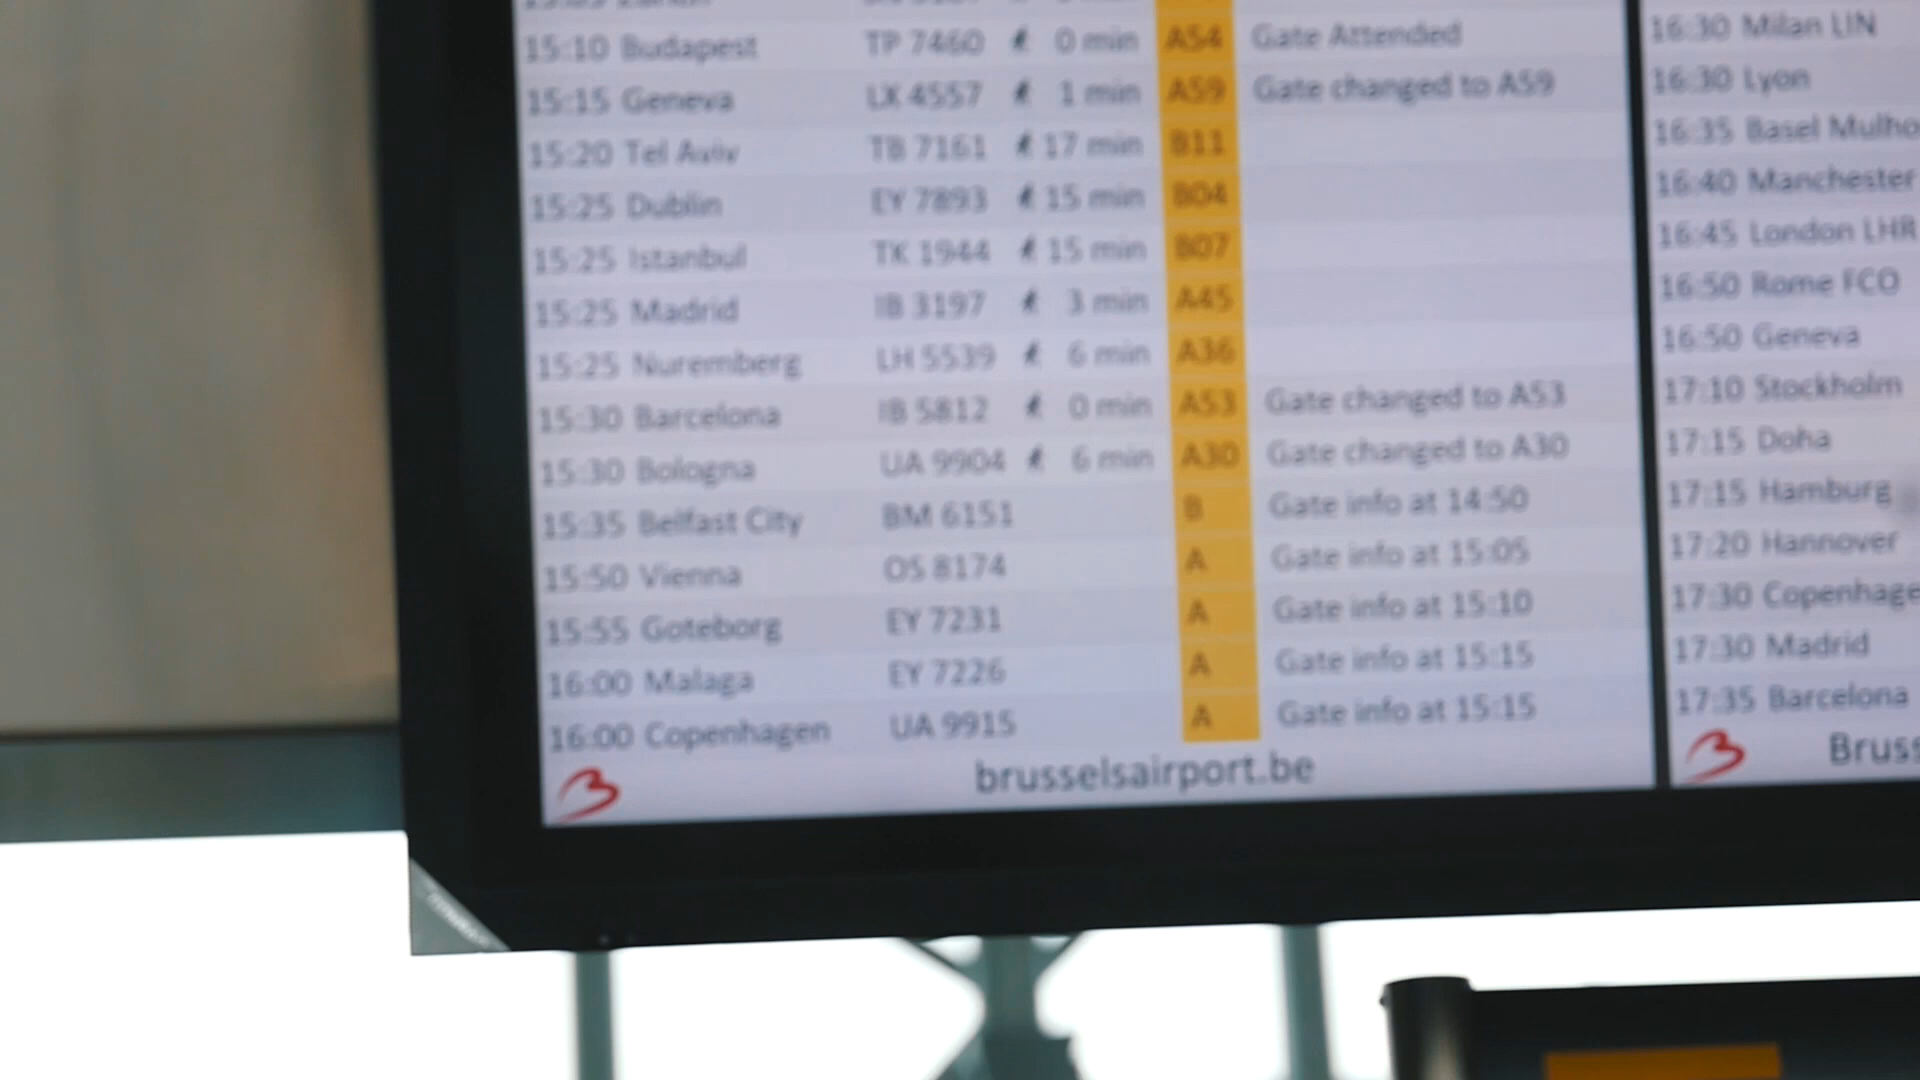 15:10 Budapest TP 7460 0 min A54 Gate Attended
15:15 Geneva LX 4557 1 min A59 Gate changed to A59
15:20 Tel Aviv TB 7161 17 min B11
15:25 Dublin EY 7893 15 min B04
15:25 Istanbul TK 1944 15 min B07
15:25 Madrid IB 3197 3 min A45
15:25 Nuremberg LH 5539 6 min A36
15:30 Barcelona IB 5812 0 min A53 Gate changed to A53
15:30 Bologna UA 9904 6 min A30 Gate changed to A30
15:35 Belfast City BM 6151 B Gate info at 14:50
15:50 Vienna OS 8174 A Gate info at 15:05
15:55 Goteborg EY 7231 A Gate info at 15:10
16:00 Malaga EY 7226 A Gate info at 15:15
16:00 Copenhagen UA 9915 A Gate info at 15:15
brusselsairport.be
16:30 Milan LIN
16:30 Lyon
16:35 Basel Mulho
16:40 Manchester
16:45 London LHR
16:50 Rome FCO
16:50 Geneva
17:10 Stockholm
17:15 Doha
17:15 Hamburg
17:20 Hannover
17:30 Copenhage
17:30 Madrid
17:35 Barcelona
Bruss